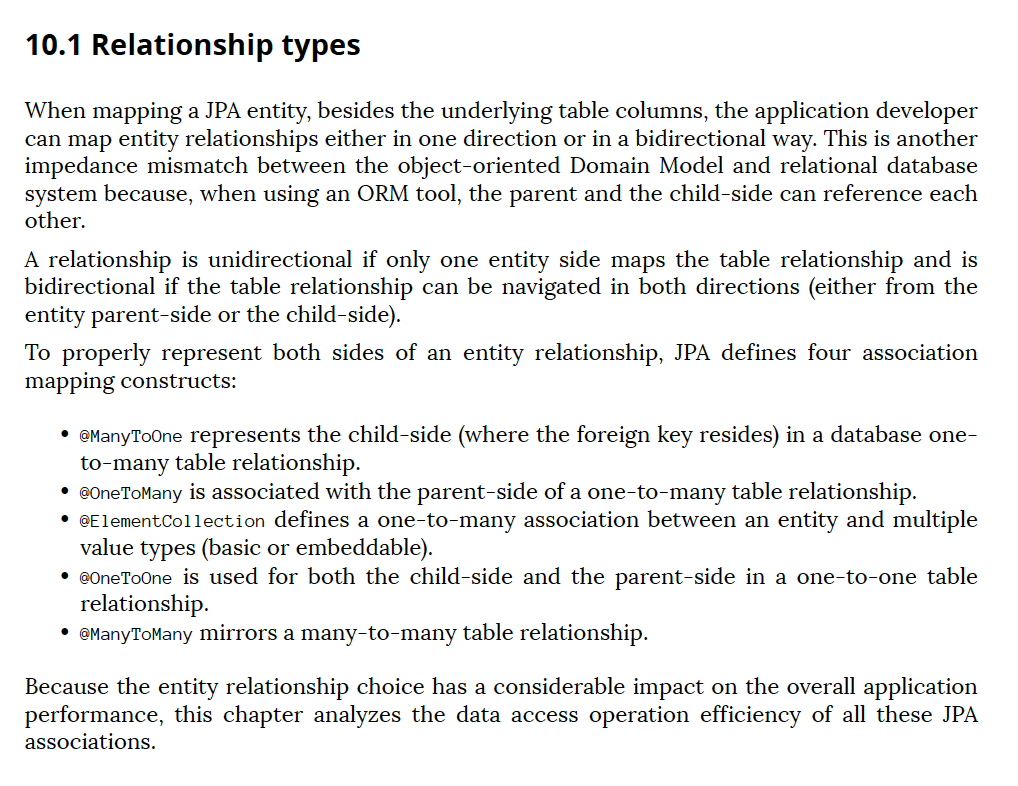 10.1 Relationship types
When mapping a JPA entity, besides the underlying table columns, the application developer
can map entity relationships either in one direction or in a bidirectional way. This is another
impedance mismatch between the object-oriented Domain Model and relational database
system because, when using an ORM tool, the parent and the child-side can reference each
other.
A relationship is unidirectional if only one entity side maps the table relationship and is
bidirectional if the table relationship can be navigated in both directions (either from the
entity parent-side or the child-side).
To properly represent both sides of an entity relationship, JPA defines four association
mapping constructs:
• @ManyToOne represents the child-side (where the foreign key resides) in a database one-
to-many table relationship.
• @OneToMany is associated with the parent-side of a one-to-many table relationship.
• @ElementCollection defines a one-to-many association between an entity and multiple
value types (basic or embeddable).
• @OneToOne is used for both the child-side and the parent-side in a one-to-one table
relationship.
• @ManyToMany mirrors a many-to-many table relationship.
Because the entity relationship choice has a considerable impact on the overall application
performance, this chapter analyzes the data access operation efficiency of all these JPA
associations.